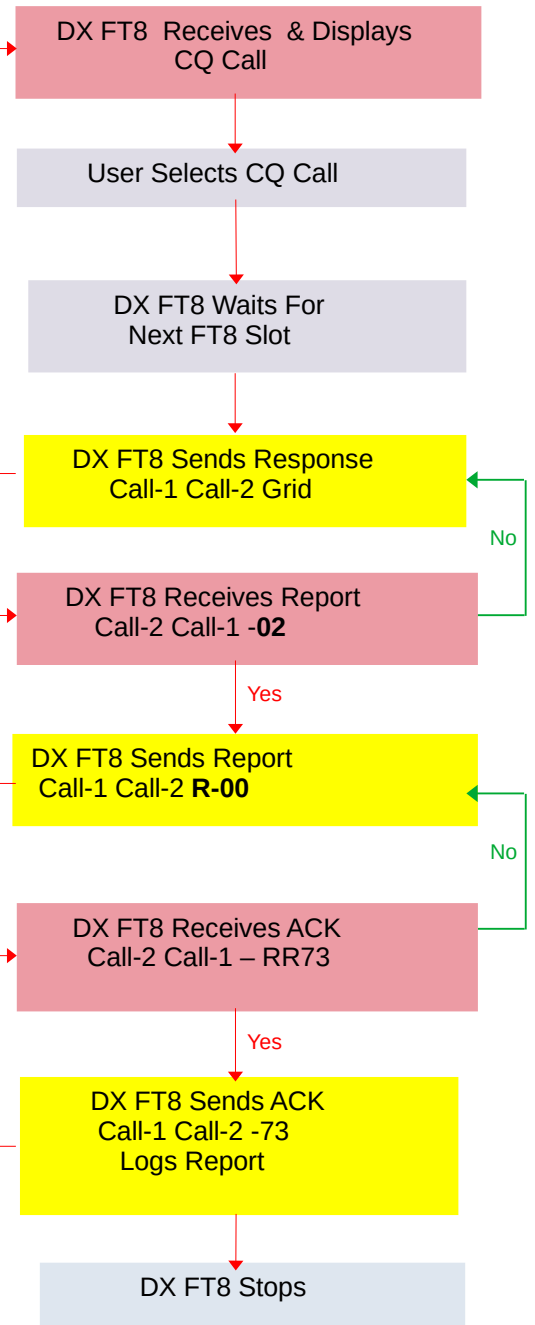 DX FT8 Receives & Displays
CQ Call
User Selects CQ Call
DX FT8 Waits For
Next FT8 Slot
DX FT8 Sends Response
Call-1 Call-2 Grid
No
DX FT8 Receives Report
Call-2 Call-1 -02
Yes
DX FT8 Sends Report
Call-1 Call-2 R-00
No
DX FT8 Receives ACK
Call-2 Call-1 – RR73
Yes
DX FT8 Sends ACK
Call-1 Call-2 -73
Logs Report
DX FT8 Stops